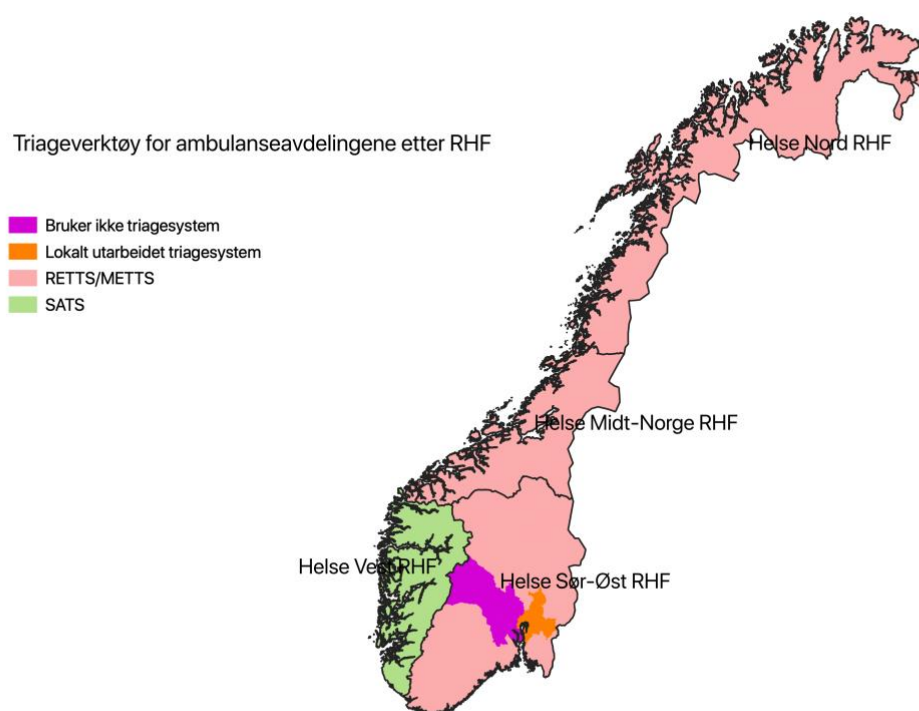 Triageverktøy for ambulanseavdelingene etter RHF
Helse Nord RHF
Bruker ikke triagesystem
Lokalt utarbeidet triagesystem
RETTS/METTS
SATS
Helse Midt-Norge RHF
Helse Vest RHF
Helse Sør-Øst RHF